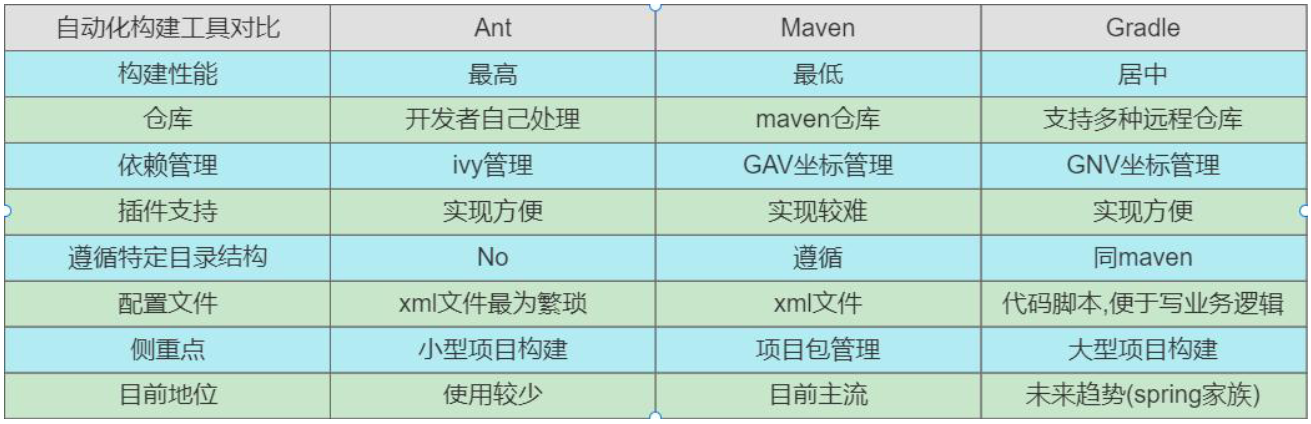 自动化构建工具对比 Ant Maven Gradle
构建性能 最高 最低 居中
仓库 开发者自己处理 maven仓库 支持多种远程仓库
依赖管理 ivy管理 GAV坐标管理 GNV坐标管理
插件支持 实现方便 实现较难 实现方便
遵循特定目录结构 No 遵循 同maven
配置文件 xml文件最为繁琐 xml文件 代码脚本,便于写业务逻辑
侧重点 小型项目构建 项目包管理 大型项目构建
目前地位 使用较少 目前主流 未来趋势(spring家族)